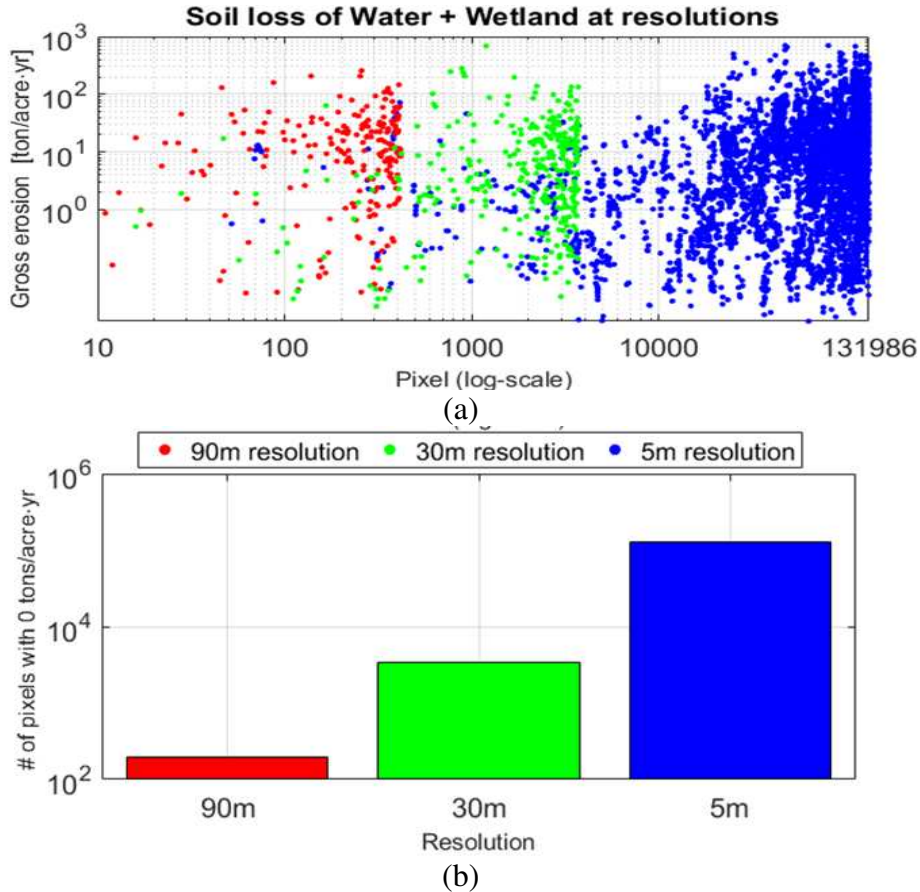 Soil loss of Water + Wetland at resolutions
Gross erosion [ton/acre·yr]
10³
10²
10¹
10⁰
10
100
1000
10000
131986
Pixel (log-scale)
(a)
90m resolution
30m resolution
5m resolution
# of pixels with 0 tons/acre·yr
10⁶
10⁴
10²
90m
30m
5m
Resolution
(b)